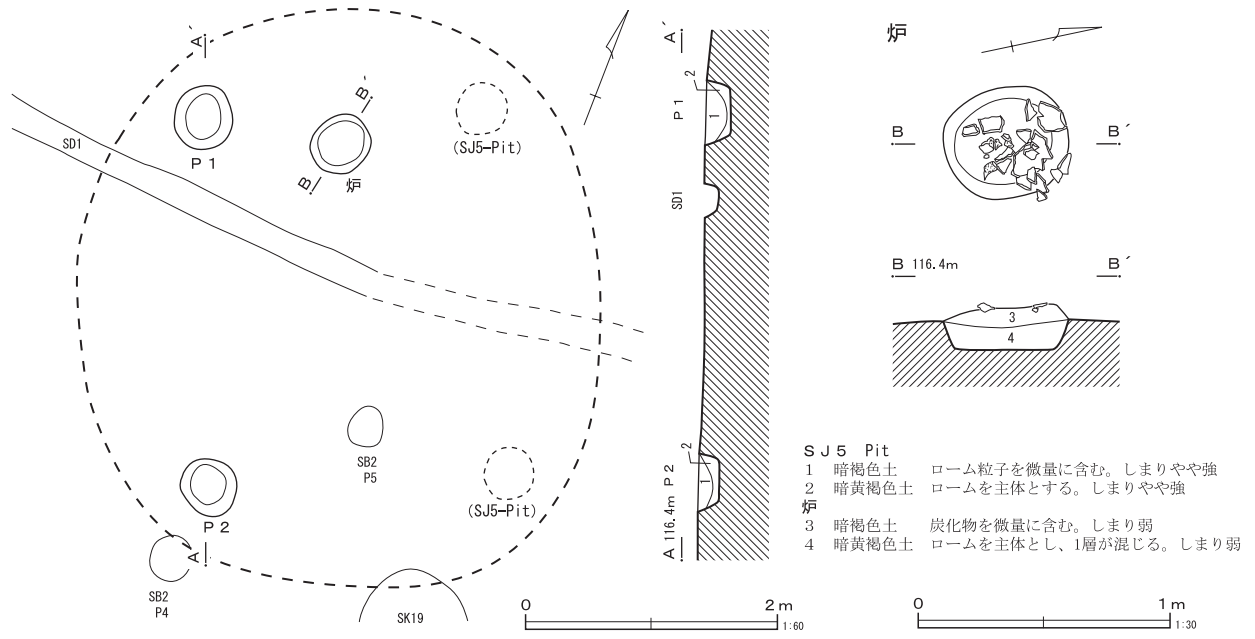 A´
P 1
B´
B
炉
(SJ5-Pit)
SD1
SB2
P5
(SJ5-Pit)
P 2
A
SB2
P4
SK19
A´
2
P 1
1
SD1
2
P 2
1
A 116.4m
炉
B
B´
B 116.4m
B´
3
4
SJ5 Pit
1 暗褐色土 ローム粒子を微量に含む。しまりやや強
2 暗黄褐色土 ロームを主体とする。しまりやや強
炉
3 暗褐色土 炭化物を微量に含む。しまり弱
4 暗黄褐色土 ロームを主体とし、1層が混じる。しまり弱
0 2m
1:60
0 1m
1:30